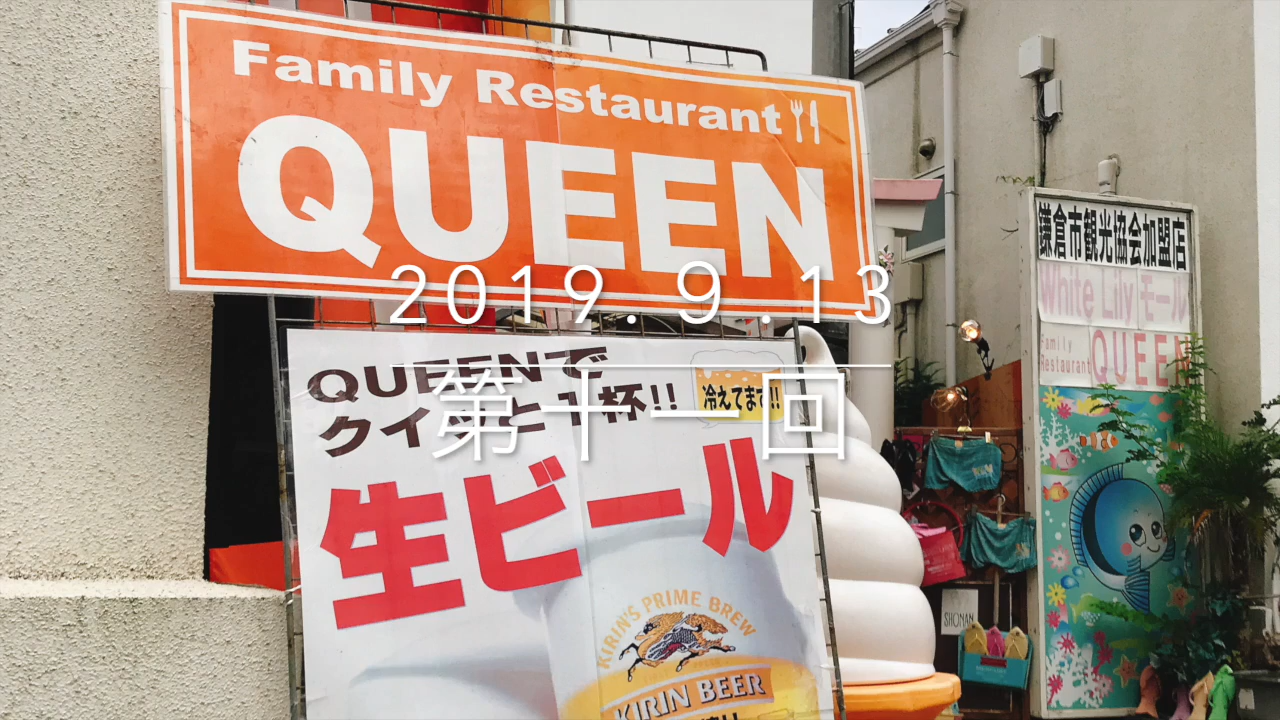 Family Restaurant
QUEEN
2019.9.13
第十一回
QUEENで
クイッと1杯!!
冷えてます!!
生ビール
KIRIN'S PRIME BREW
KIRIN BEER
鎌倉市観光協会加盟店
White Lily モール
Family
Restaurant QUEEN
SHONAN